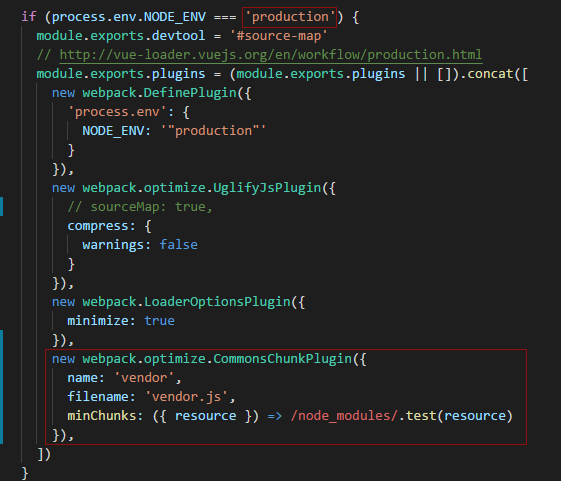 if (process.env.NODE_ENV === 'production') {
module.exports.devtool = '#source-map'
// http://vue-loader.vuejs.org/en/workflow/production.html
module.exports.plugins = (module.exports.plugins || []).concat([
new webpack.DefinePlugin({
'process.env': {
NODE_ENV: '"production"'
}
}),
new webpack.optimize.UglifyJsPlugin({
// sourceMap: true,
compress: {
warnings: false
}
}),
new webpack.LoaderOptionsPlugin({
minimize: true
}),
new webpack.optimize.CommonsChunkPlugin({
name: 'vendor',
filename: 'vendor.js',
minChunks: ({ resource }) => /node_modules/.test(resource)
}),
])
}